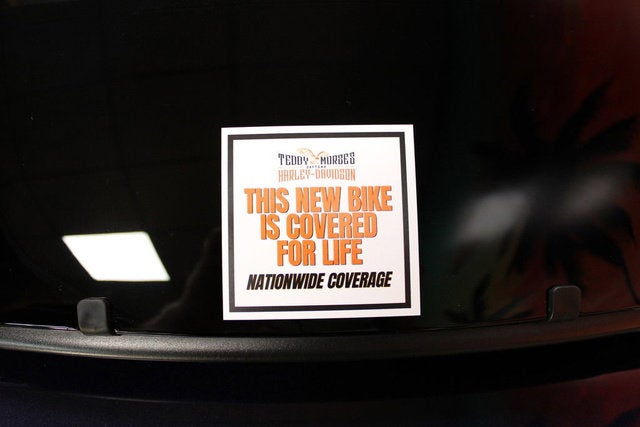 TEDDY MORSE'S
DAYTONA
HARLEY-DAVIDSON
THIS NEW BIKE
IS COVERED
FOR LIFE
NATIONWIDE COVERAGE